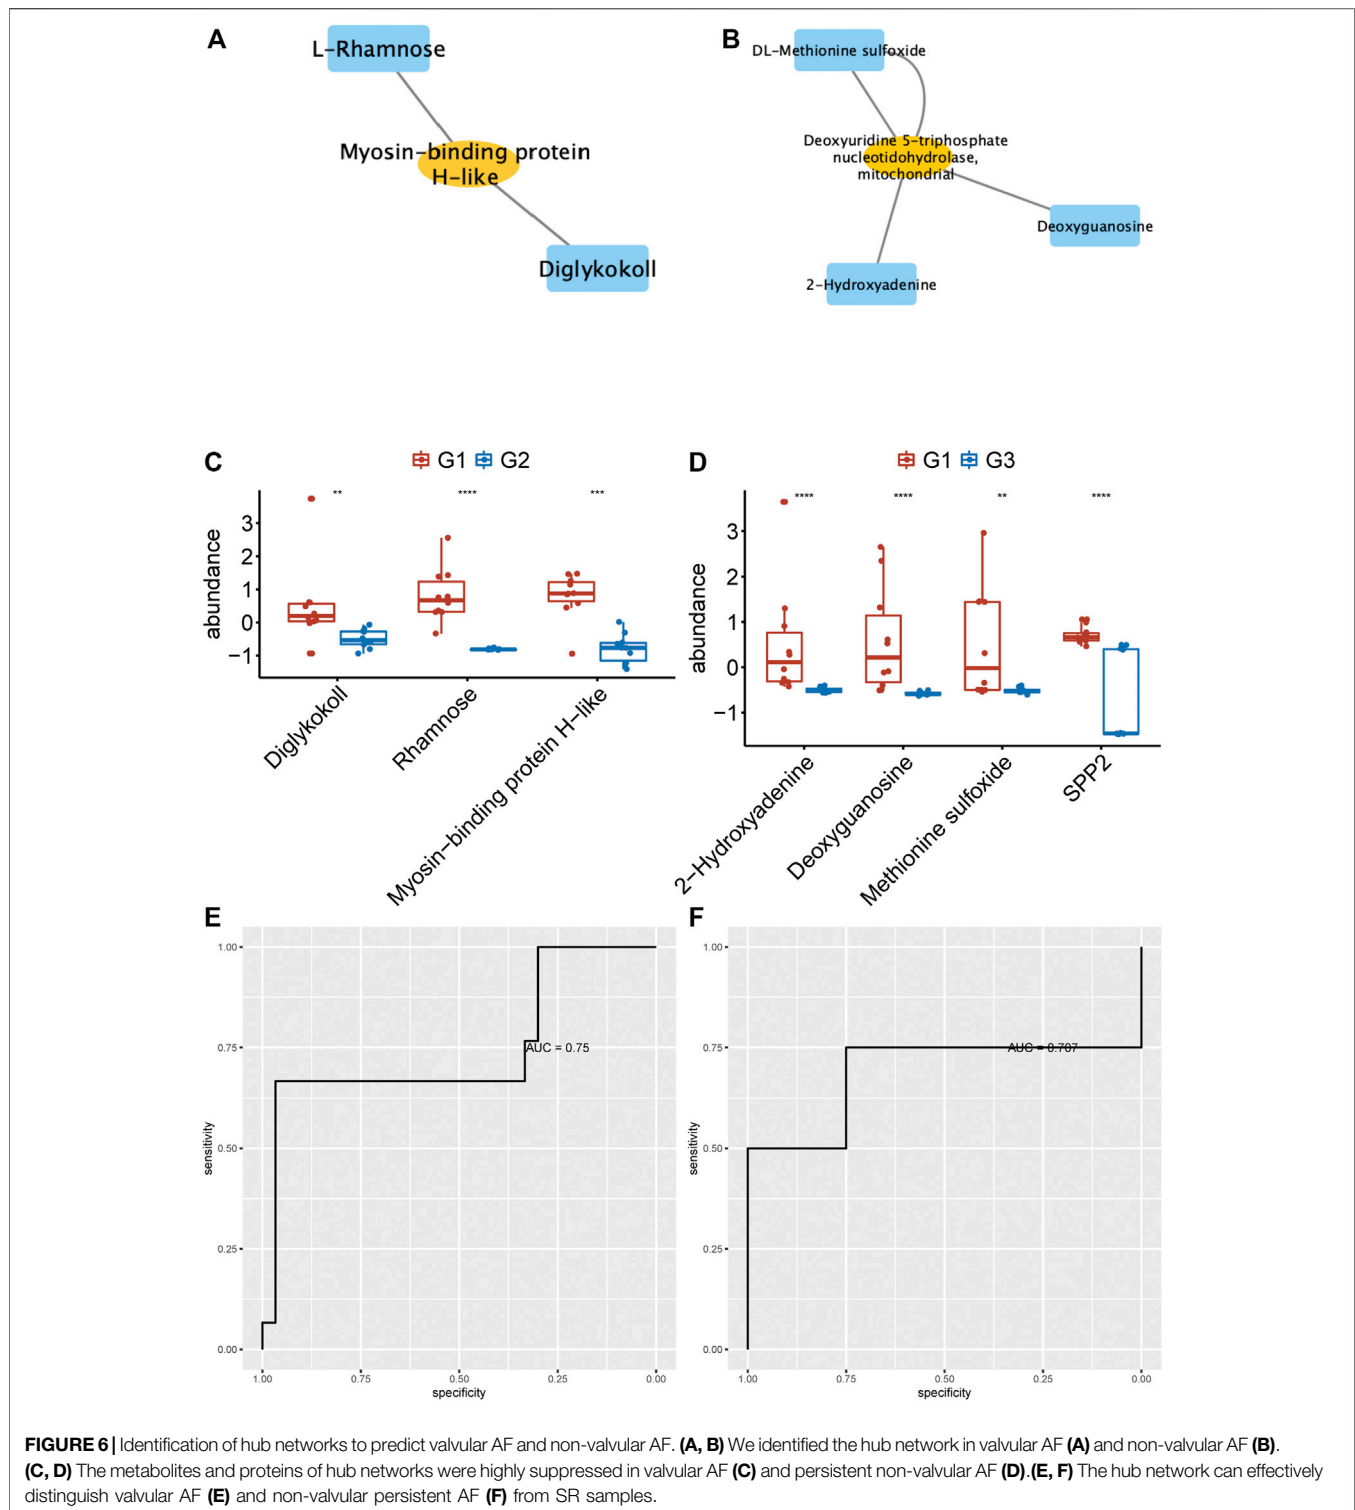 A
L-Rhamnose
Myosin-binding protein
H-like
Diglykokoll
B
DL-Methionine sulfoxide
Deoxyuridine 5-triphosphate
nucleotidohydrolase,
mitochondrial
Deoxyguanosine
2-Hydroxyadenine
C
G1 G2
abundance
** **** ***
3
2
1
0
−1
Diglykokoll
Rhamnose
Myosin−binding protein H−like
D
G1 G3
abundance
**** **** ** ****
3
2
1
0
−1
2−Hydroxyadenine
Deoxyguanosine
Methionine sulfoxide
SPP2
E
sensitivity
1.00
0.75
0.50
0.25
0.00
AUC = 0.75
1.00 0.75 0.50 0.25 0.00
specificity
F
sensitivity
1.00
0.75
0.50
0.25
0.00
AUC = 0.707
1.00 0.75 0.50 0.25 0.00
specificity
FIGURE 6 | Identification of hub networks to predict valvular AF and non-valvular AF. (A, B) We identified the hub network in valvular AF (A) and non-valvular AF (B).
(C, D) The metabolites and proteins of hub networks were highly suppressed in valvular AF (C) and persistent non-valvular AF (D).(E, F) The hub network can effectively
distinguish valvular AF (E) and non-valvular persistent AF (F) from SR samples.